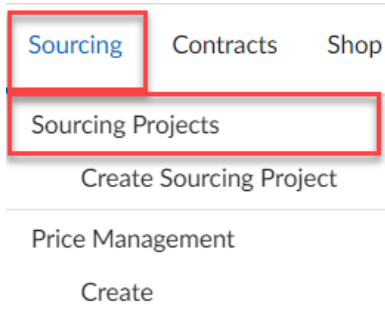 Sourcing Contracts Shop
Sourcing Projects
Create Sourcing Project
Price Management
Create